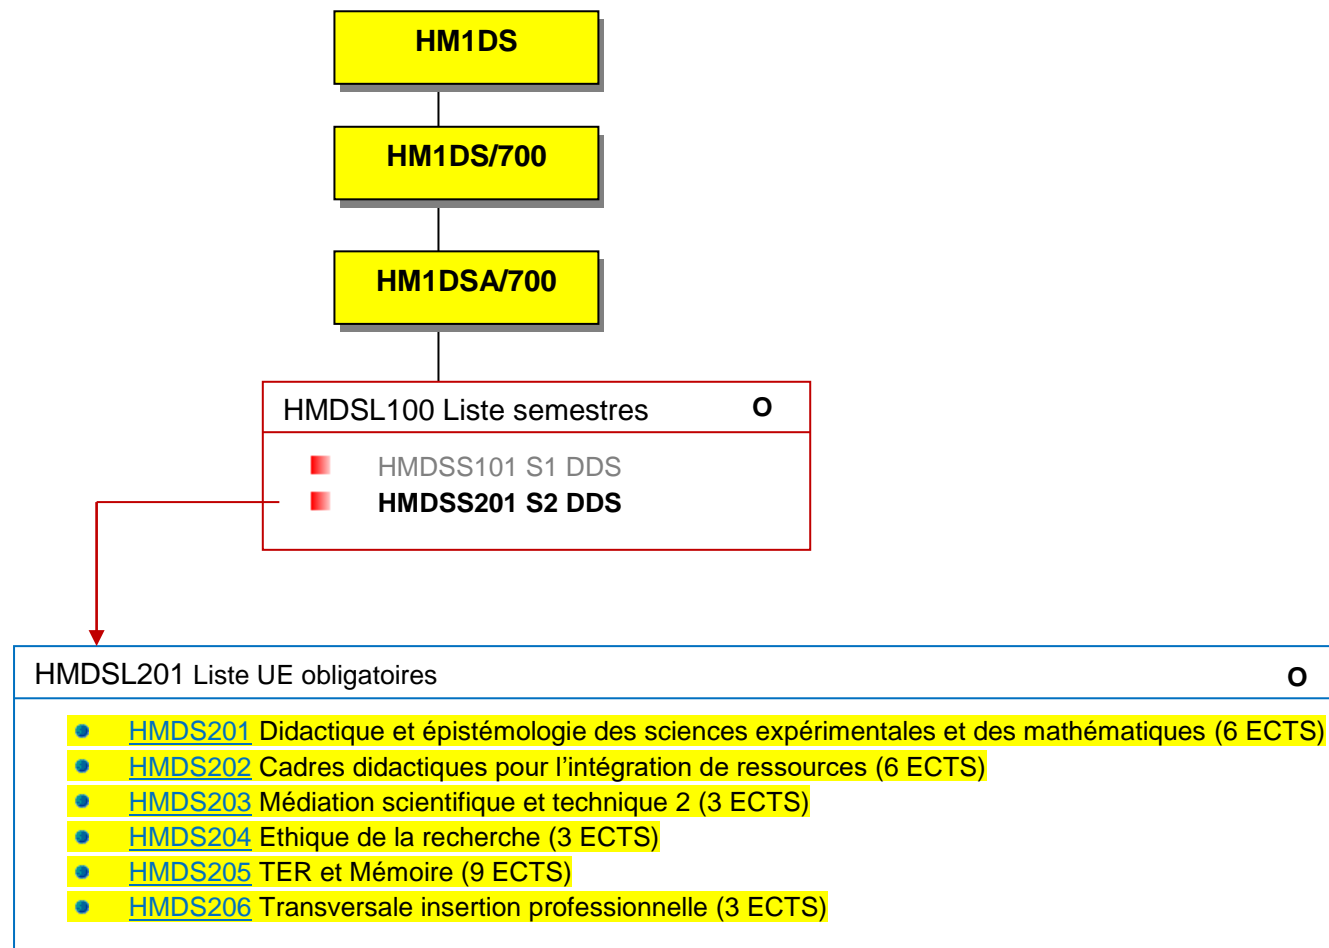 HM1DS
HM1DS/700
HM1DSA/700
HMDSL100 Liste semestres O
HMDSS101 S1 DDS
HMDSS201 S2 DDS
HMDSL201 Liste UE obligatoires O
HMDS201 Didactique et épistémologie des sciences expérimentales et des mathématiques (6 ECTS)
HMDS202 Cadres didactiques pour l’intégration de ressources (6 ECTS)
HMDS203 Médiation scientifique et technique 2 (3 ECTS)
HMDS204 Ethique de la recherche (3 ECTS)
HMDS205 TER et Mémoire (9 ECTS)
HMDS206 Transversale insertion professionnelle (3 ECTS)